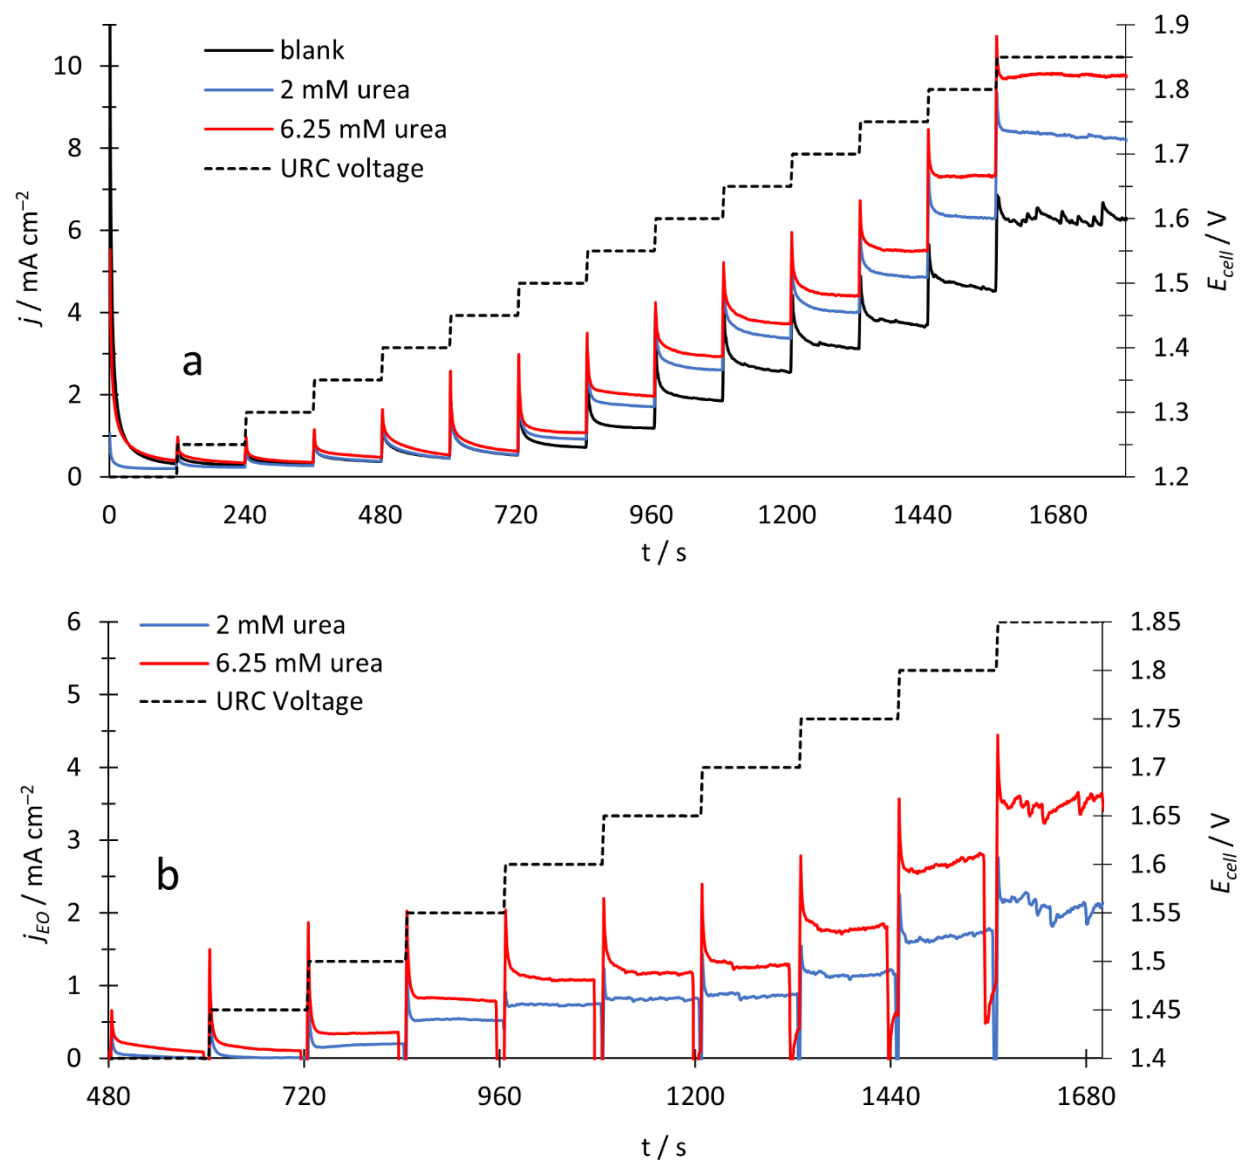 blank
2 mM urea
6.25 mM urea
URC voltage
a
j / mA cm⁻²
10
8
6
4
2
0
1.9
1.8
1.7
1.6
1.5
1.4
1.3
1.2
E_cell / V
0 240 480 720 960 1200 1440 1680
t / s
2 mM urea
6.25 mM urea
URC Voltage
b
j_EO / mA cm⁻²
6
5
4
3
2
1
0
1.85
1.8
1.75
1.7
1.65
1.6
1.55
1.5
1.45
1.4
E_cell / V
480 720 960 1200 1440 1680
t / s